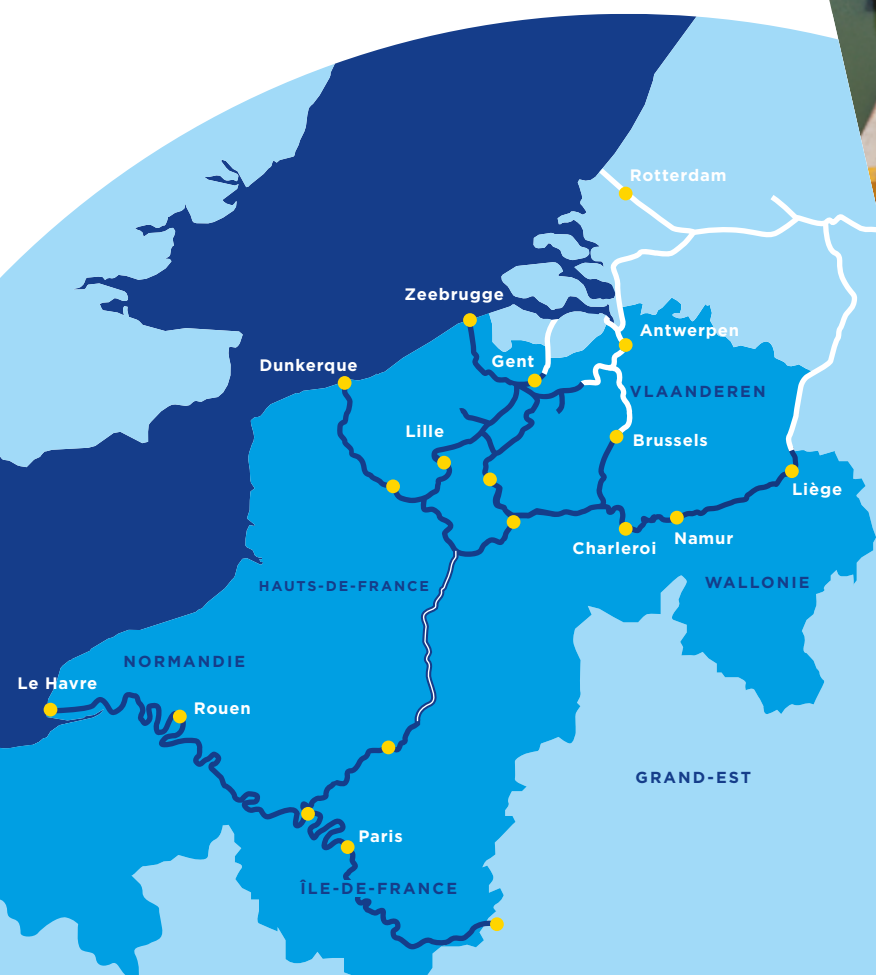 Rotterdam
Zeebrugge
Antwerpen
Dunkerque
Gent
VLAANDEREN
Lille
Brussels
Liège
Namur
Charleroi
HAUTS-DE-FRANCE
WALLONIE
NORMANDIE
Le Havre
Rouen
GRAND-EST
Paris
ÎLE-DE-FRANCE